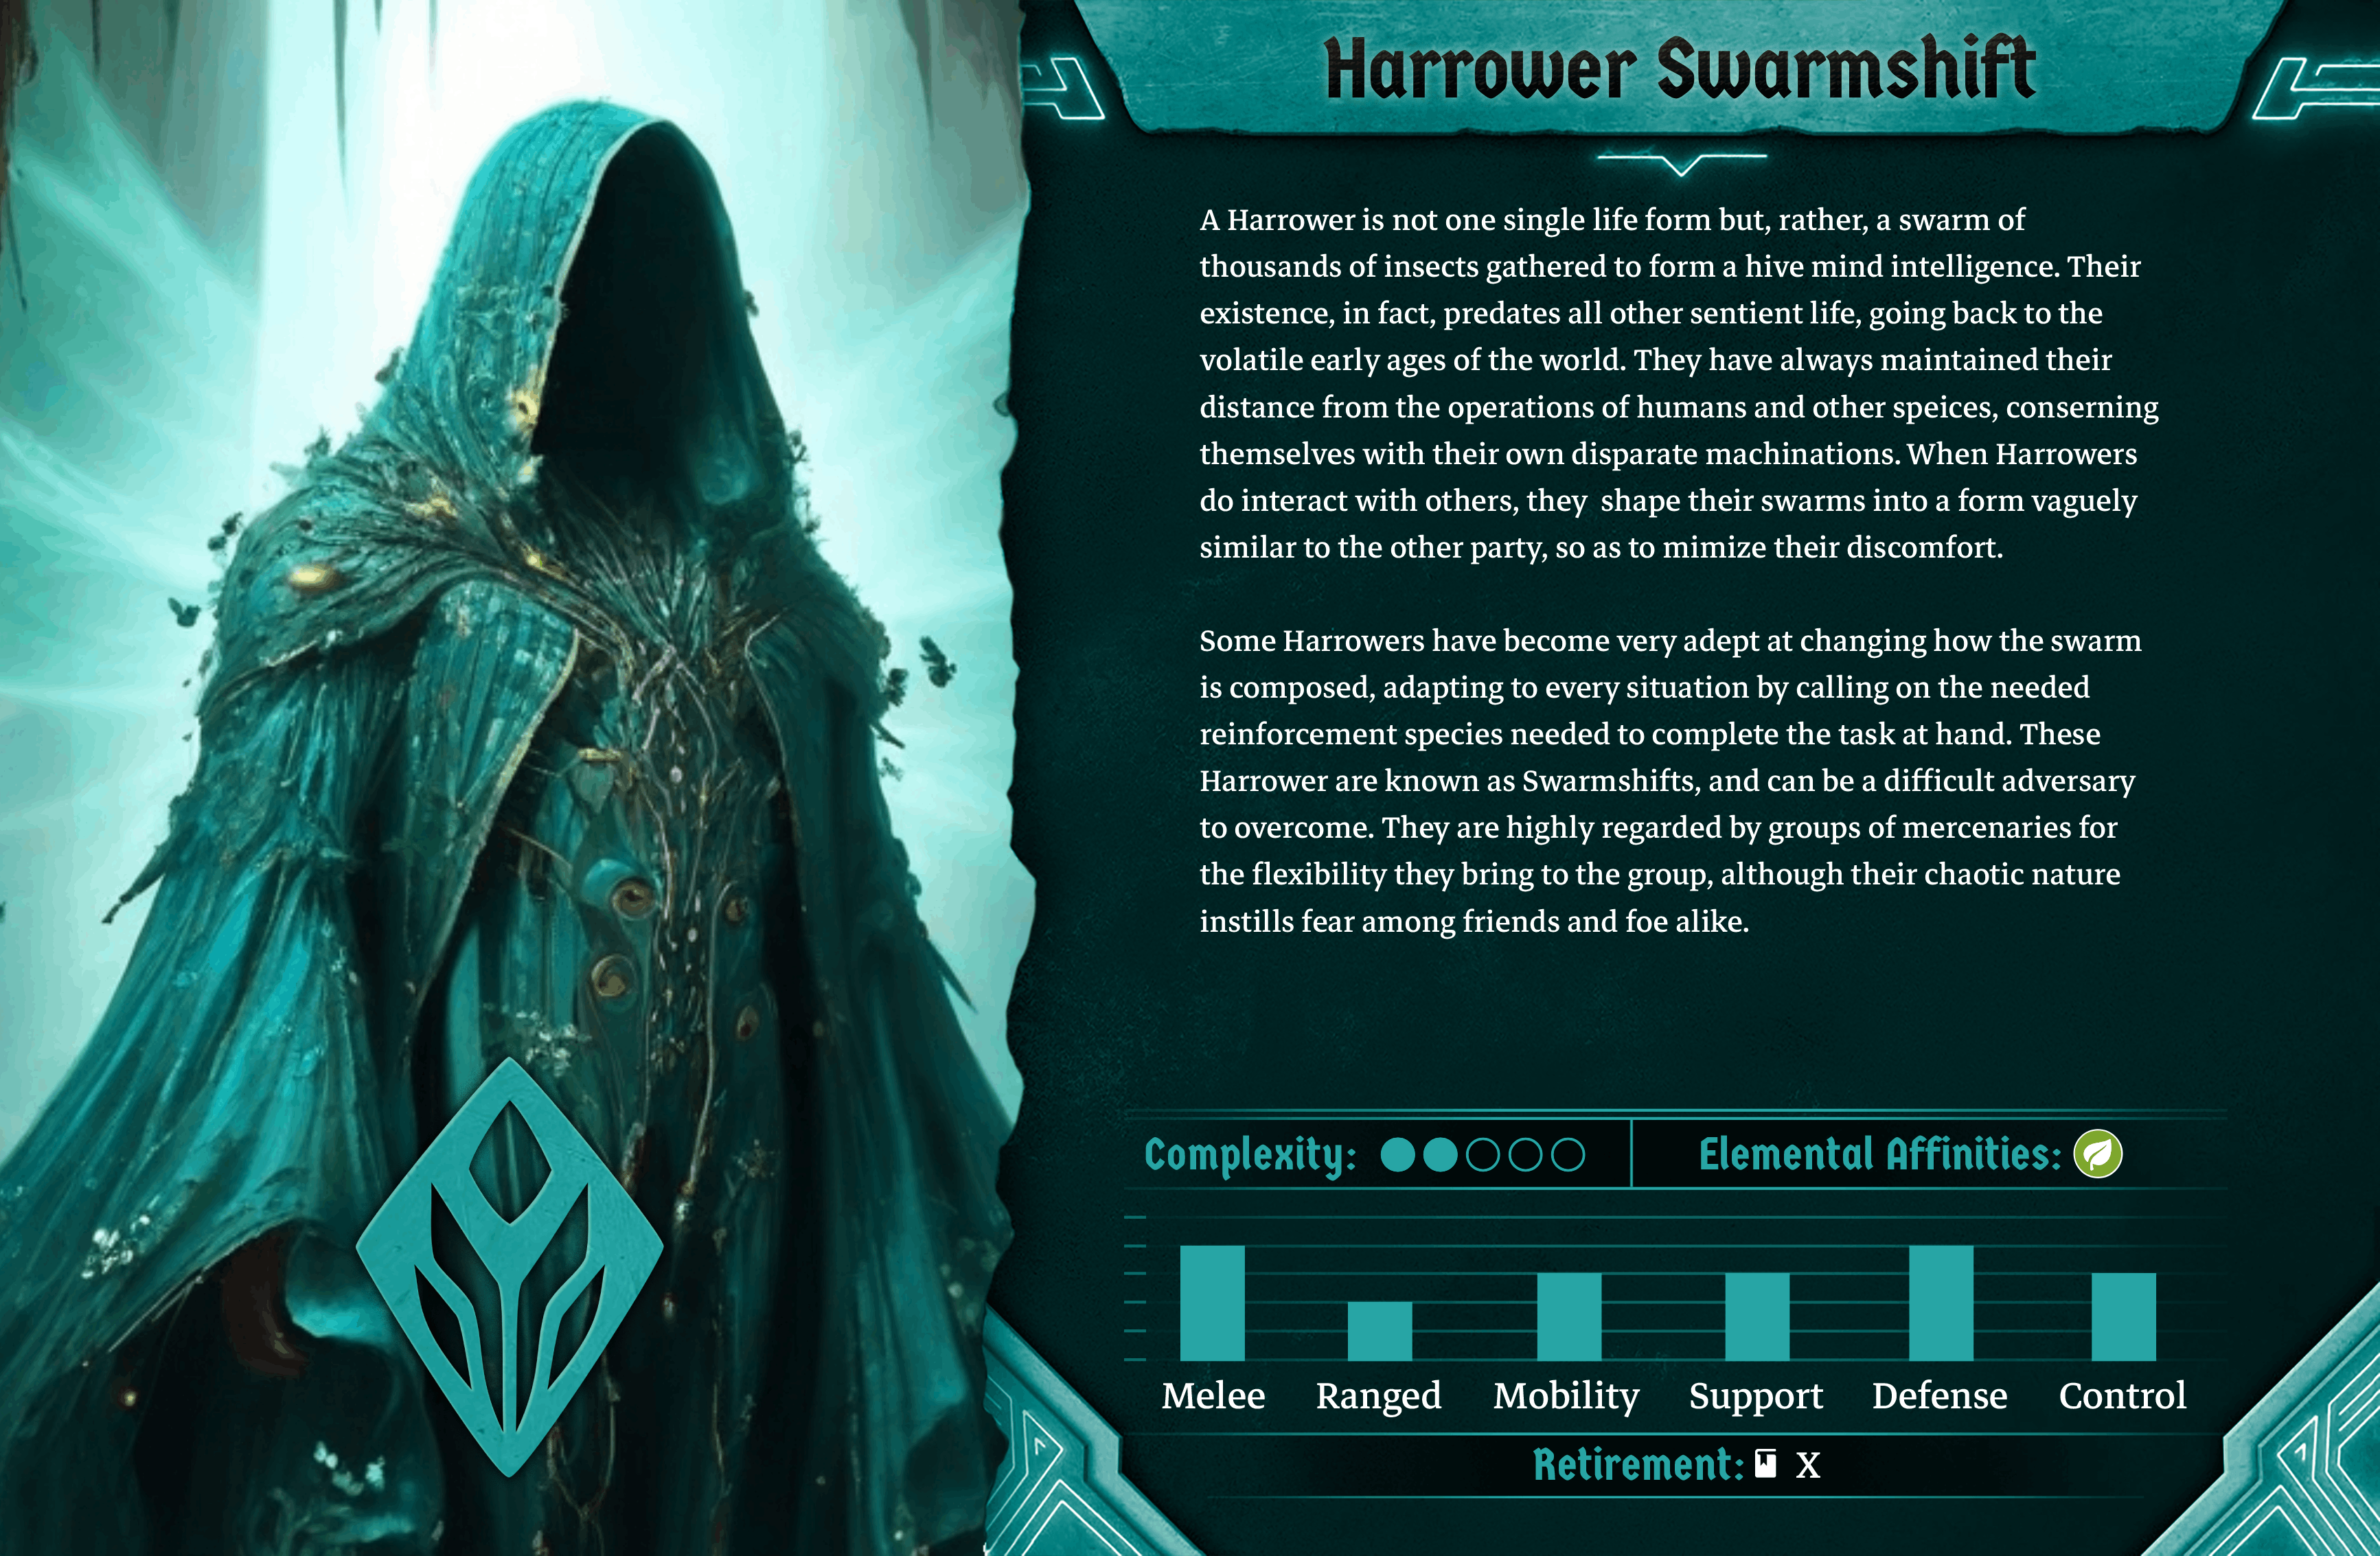 Harrower Swarmshift
A Harrower is not one single life form but, rather, a swarm of
thousands of insects gathered to form a hive mind intelligence. Their
existence, in fact, predates all other sentient life, going back to the
volatile early ages of the world. They have always maintained their
distance from the operations of humans and other speices, conserning
themselves with their own disparate machinations. When Harrowers
do interact with others, they  shape their swarms into a form vaguely
similar to the other party, so as to mimize their discomfort.
Some Harrowers have become very adept at changing how the swarm
is composed, adapting to every situation by calling on the needed
reinforcement species needed to complete the task at hand. These
Harrower are known as Swarmshifts, and can be a difficult adversary
to overcome. They are highly regarded by groups of mercenaries for
the flexibility they bring to the group, although their chaotic nature
instills fear among friends and foe alike.
Complexity:
Elemental Affinities:
Melee Ranged Mobility Support Defense Control
Retirement: X